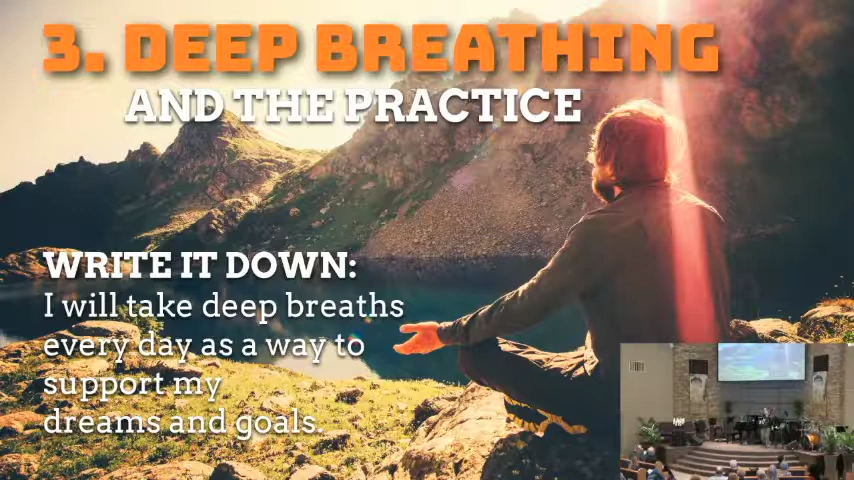 3. DEEP BREATHING
AND THE PRACTICE
WRITE IT DOWN:
I will take deep breaths
every day as a way to
support my
dreams and goals.